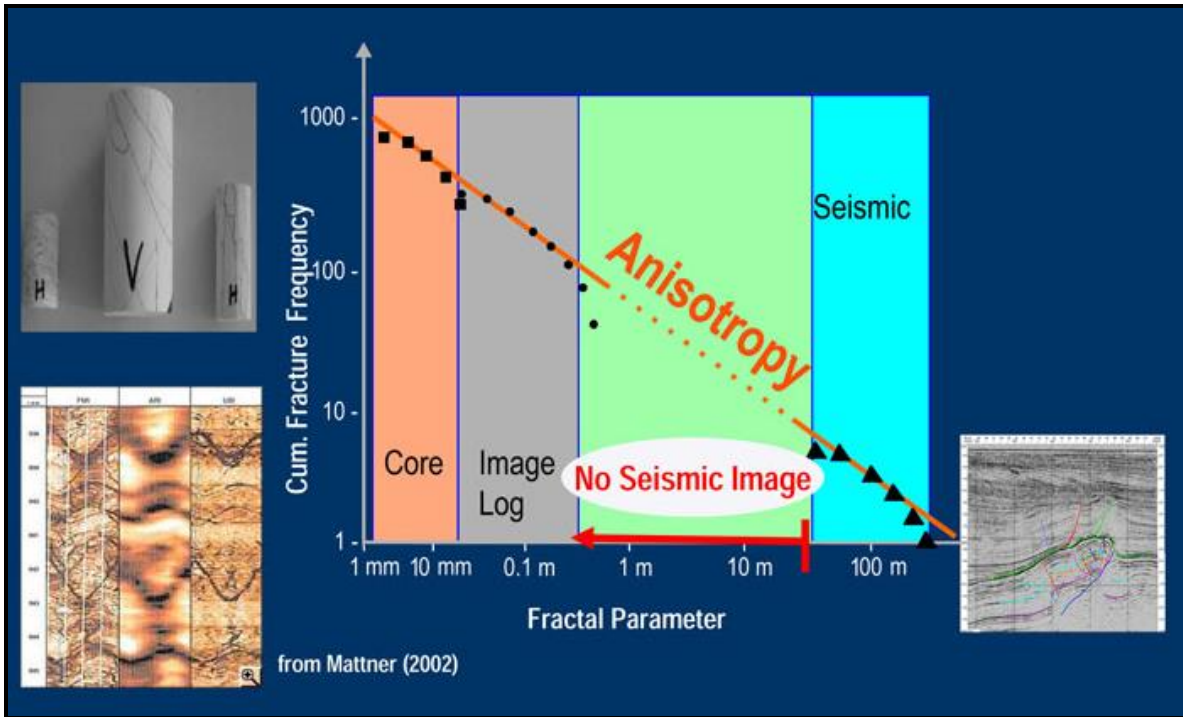 1000 -
100 -
10 -
1 -
Cum. Fracture Frequency
Core
Image
Log
No Seismic Image
Anisotropy
Seismic
1 mm 10 mm 0.1 m 1 m 10 m 100 m
Fractal Parameter
from Mattner (2002)
H
V
H